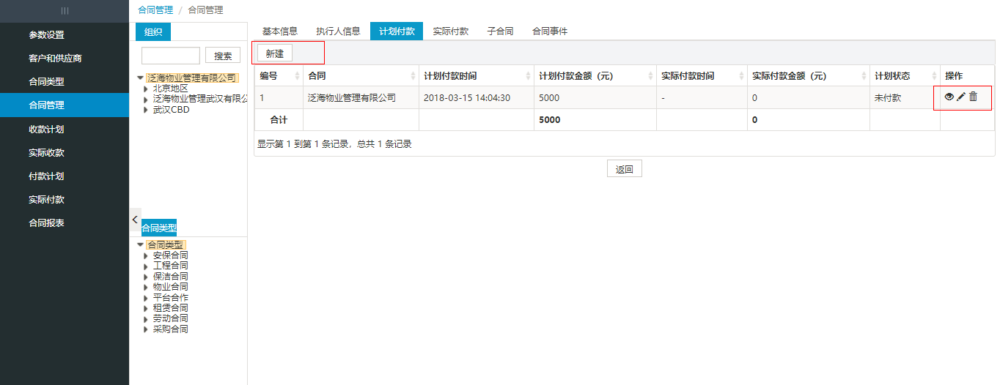 合同管理 / 合同管理
参数设置
客户和供应商
合同类型
合同管理
收款计划
实际收款
付款计划
实际付款
合同报表
组织
搜索
泛海物业管理有限公司
北京地区
泛海物业管理武汉有限公
武汉CBD
合同类型
合同类型
安保合同
工程合同
保洁合同
物业合同
平台合作
租赁合同
劳动合同
采购合同
基本信息 执行人信息 计划付款 实际付款 子合同 合同事件
新建
编号 合同 计划付款时间 计划付款金额（元） 实际付款时间 实际付款金额（元） 计划状态 操作
1 泛海物业管理有限公司 2018-03-15 14:04:30 5000 - 0 未付款
合计 5000 0
显示第 1 到第 1 条记录，总共 1 条记录
返回